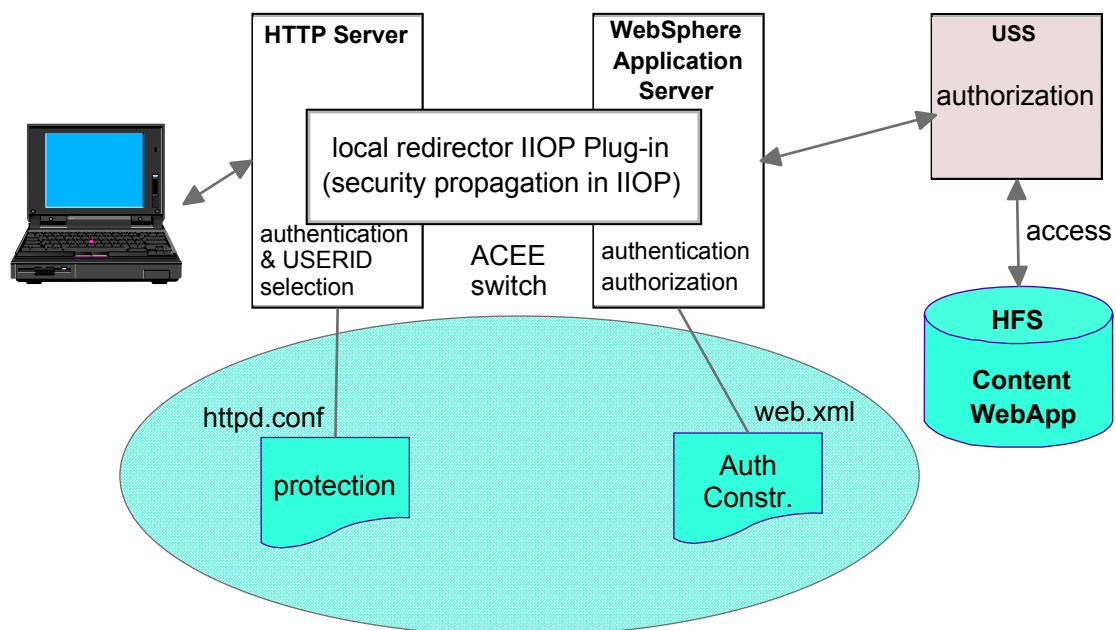 HTTP Server
WebSphere
Application
Server
USS
authorization
local redirector IIOP Plug-in
(security propagation in IIOP)
authentication
& USERID
selection
ACEE
switch
authentication
authorization
access
HFS
Content
WebApp
httpd.conf
protection
web.xml
Auth
Constr.